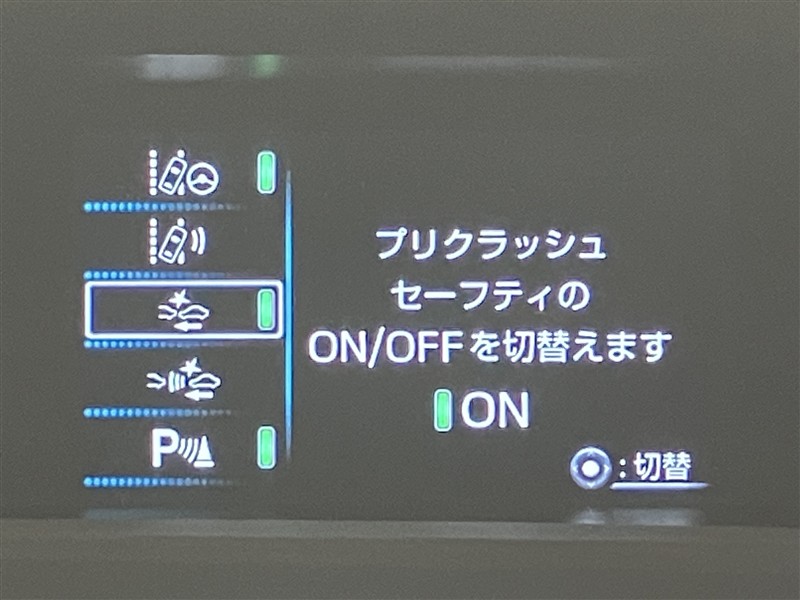 プリクラッシュ
セーフティの
ON/OFFを切替えます
ON
P
:切替